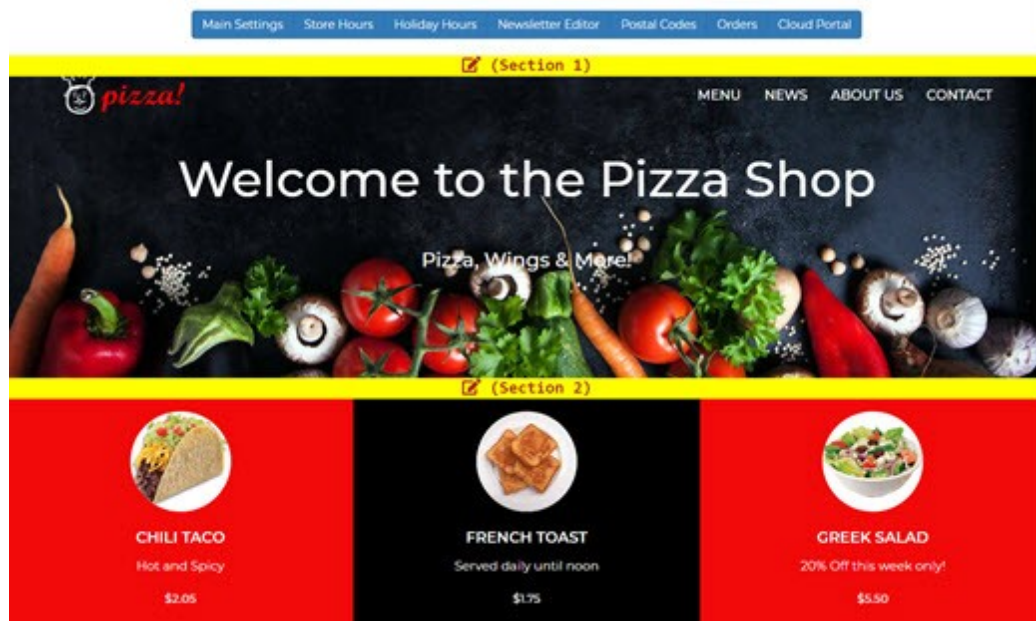 Main Settings Store Hours Holiday Hours Newsletter Editor Postal Codes Orders Cloud Portal
(Section 1)
pizza!
MENU NEWS ABOUT US CONTACT
Welcome to the Pizza Shop
Pizza, Wings & More!
(Section 2)
CHILI TACO
Hot and Spicy
$2.05
FRENCH TOAST
Served daily until noon
$1.75
GREEK SALAD
20% Off this week only!
$5.50